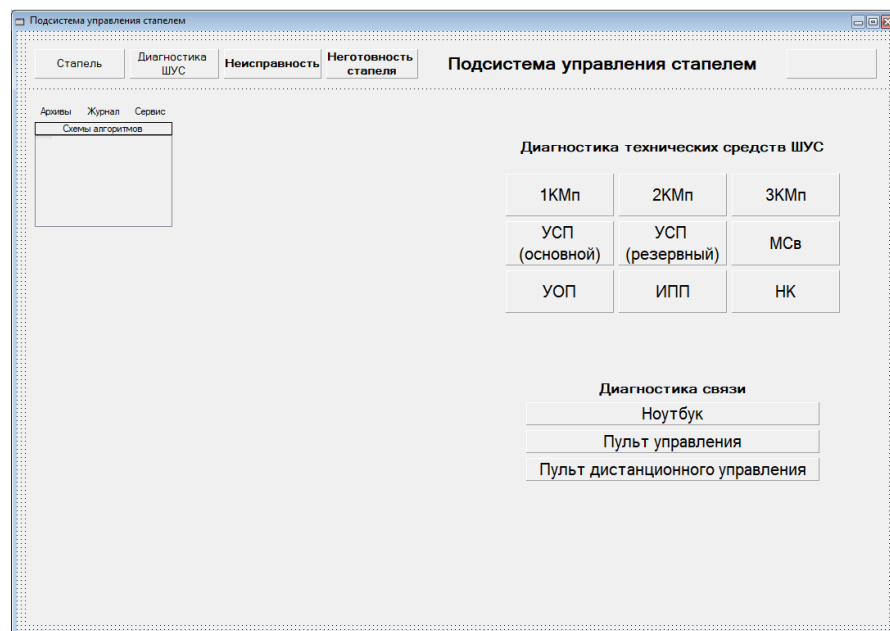 Подсистема управления стапелем
Стапель
Диагностика
ШУС
Неисправность
Неготовность
стапеля
Подсистема управления стапелем
Архивы Журнал Сервис
Схемы алгоритмов
Диагностика технических средств ШУС
1КМп 2КМп 3КМп
УСП
(основной)
УСП
(резервный)
МСв
УОП ИПП НК
Диагностика связи
Ноутбук
Пульт управления
Пульт дистанционного управления